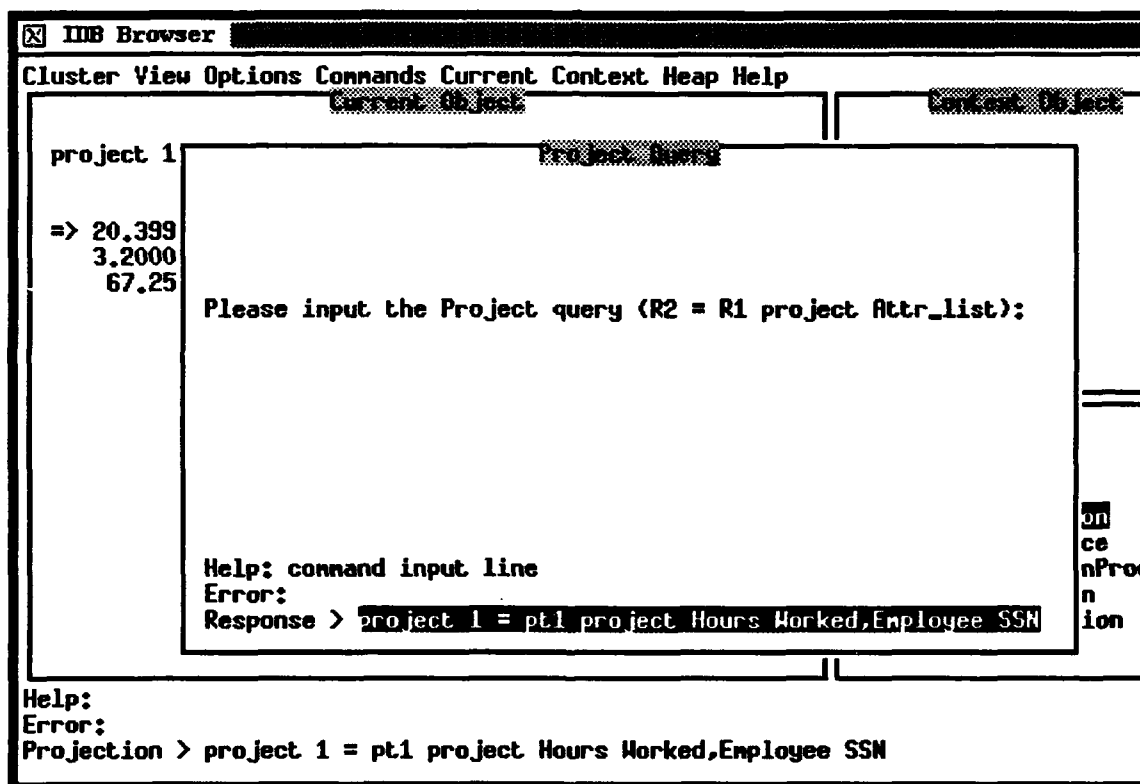 IDB Browser
Cluster View Options Commands Current Context Heap Help
Current Object
Context Object
project 1
Project Query
=> 20.399
3.2000
67.25
Please input the Project query (R2 = R1 project Attr_list):
on
ce
nPro
n
ion
Help: command input line
Error:
Response > project 1 = pt1 project Hours Worked,Employee SSN
Help:
Error:
Projection > project 1 = pt1 project Hours Worked,Employee SSN